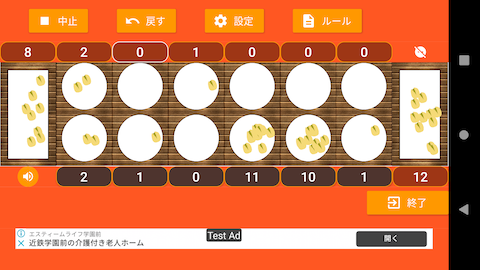 中止 戻す 設定 ルール
8 2 0 1 0 0 0
2 1 0 11 10 1 12
終了
エスティームライフ学園前
近鉄学園前の介護付き老人ホーム
Test Ad
開く